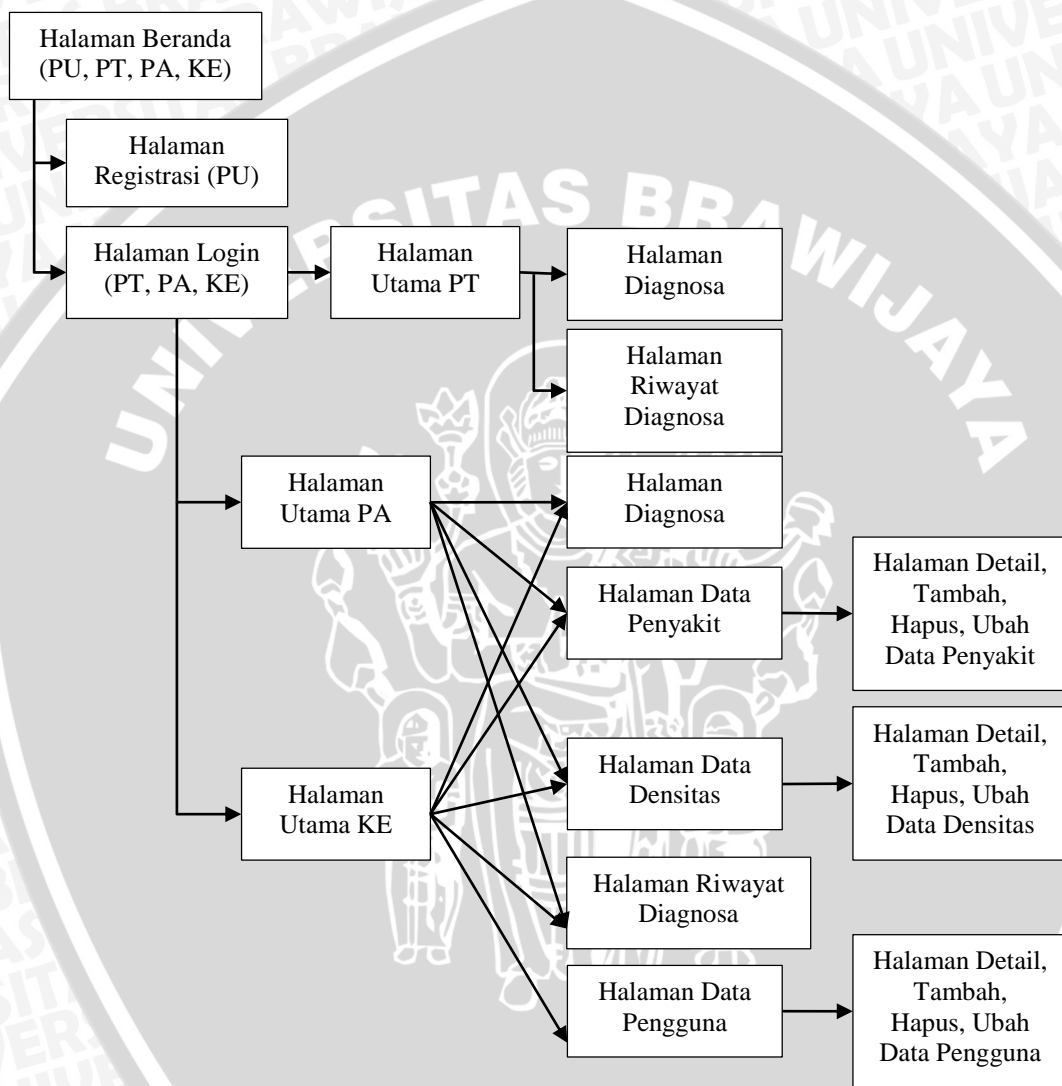 Halaman Beranda
(PU, PT, PA, KE)
Halaman
Registrasi (PU)
Halaman Login
(PT, PA, KE)
Halaman
Utama PT
Halaman
Diagnosa
Halaman
Riwayat
Diagnosa
Halaman
Utama PA
Halaman
Diagnosa
Halaman Data
Penyakit
Halaman Detail,
Tambah,
Hapus, Ubah
Data Penyakit
Halaman
Utama KE
Halaman Data
Densitas
Halaman Detail,
Tambah,
Hapus, Ubah
Data Densitas
Halaman Riwayat
Diagnosa
Halaman Data
Pengguna
Halaman Detail,
Tambah,
Hapus, Ubah
Data Pengguna
UNIVERSITAS BRAWIJAYA